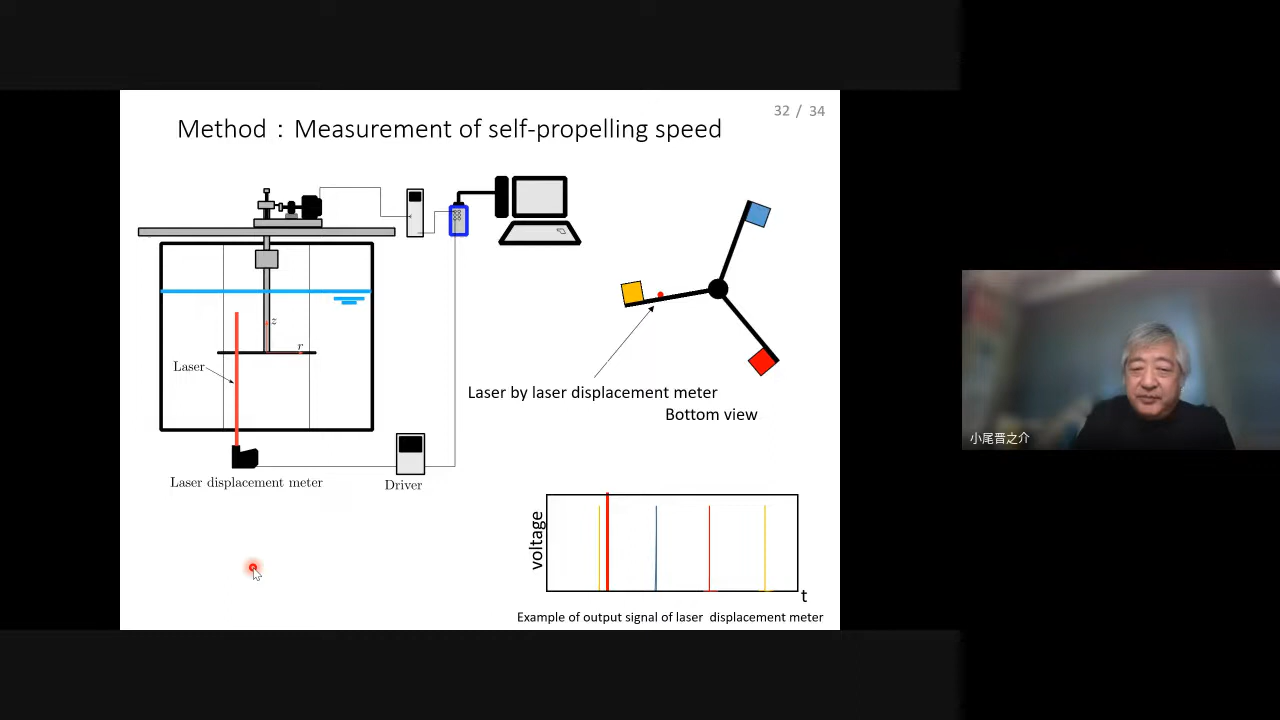 32 / 34
Method：Measurement of self-propelling speed
z
r
Laser
Laser by laser displacement meter
Bottom view
小尾晋之介
Laser displacement meter
Driver
voltage
t
Example of output signal of laser displacement meter